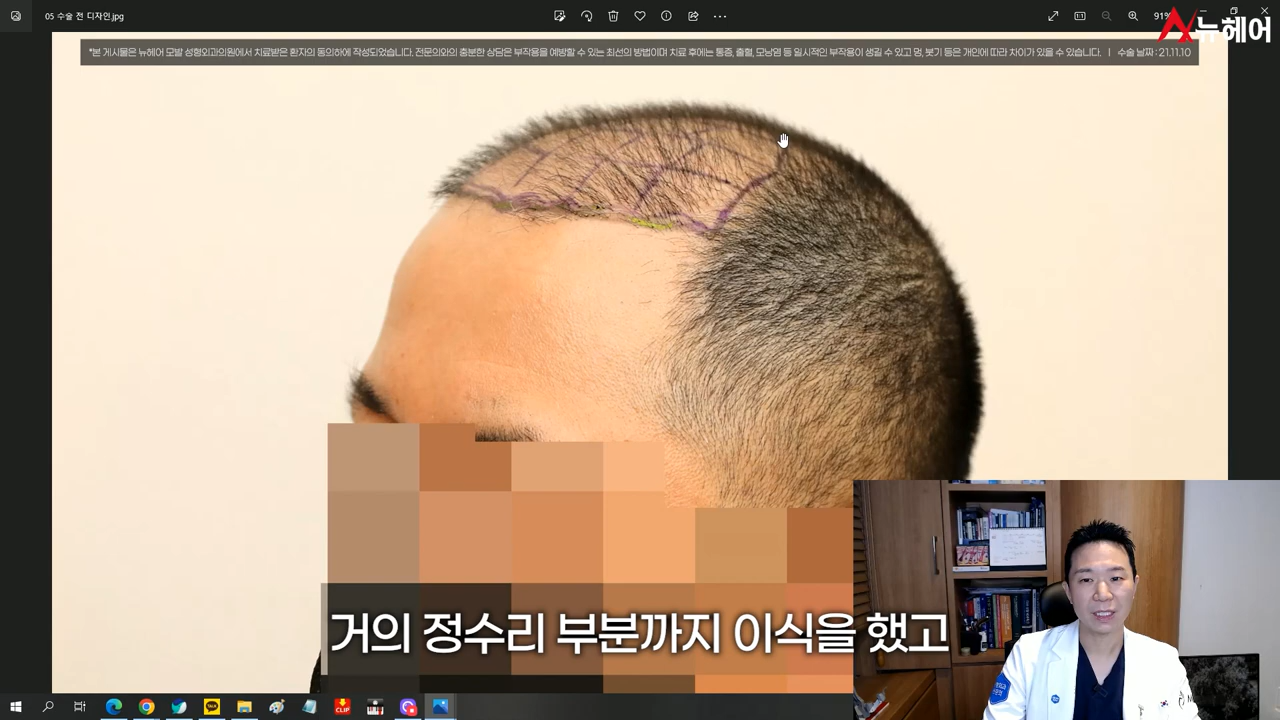 05 수술 전 디자인.jpg
91%
뉴헤어
*본 게시물은 뉴헤어 모발 성형외과의원에서 치료받은 환자의 동의하에 작성되었습니다. 전문의와의 충분한 상담은 부작용을 예방할 수 있는 최선의 방법이며 치료 후에는 통증, 출혈, 모낭염 등 일시적인 부작용이 생길 수 있고 멍, 붓기 등은 개인에 따라 차이가 있을 수 있습니다. | 수술 날짜 : 21.11.10
거의 정수리 부분까지 이식을 했고
CLIP